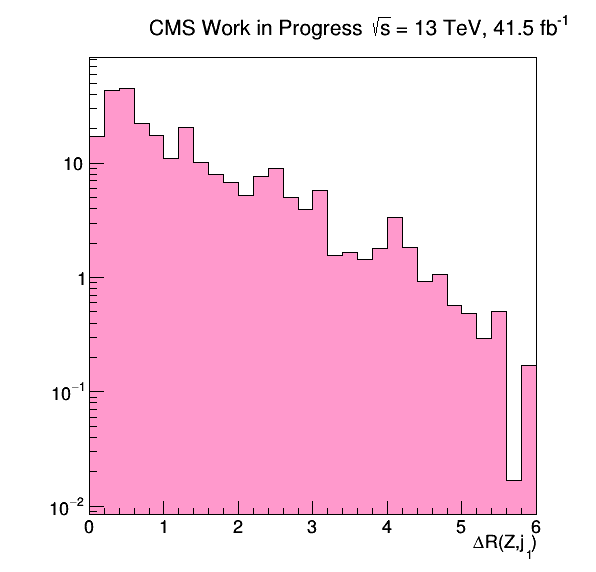 CMS Work in Progress √s = 13 TeV, 41.5 fb⁻¹
10
1
10⁻¹
10⁻²
0 1 2 3 4 5 6
ΔR(Z,j₁)